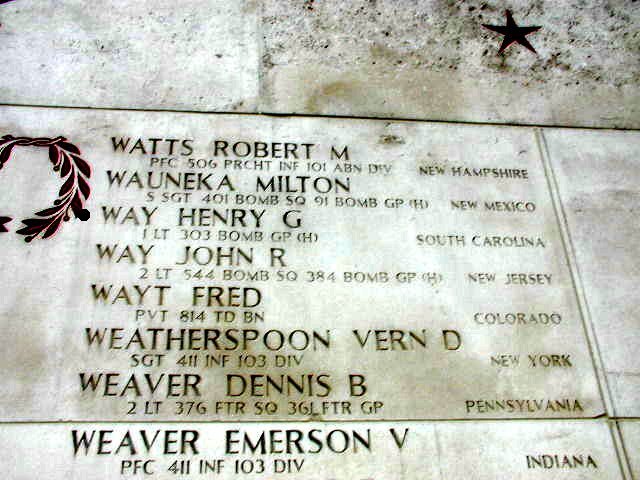 WATTS ROBERT M
PFC 506 PRCHT INF 101 ABN DIV NEW HAMPSHIRE
WAUNEKA MILTON
S SGT 401 BOMB SQ 91 BOMB GP (H) NEW MEXICO
WAY HENRY G
1 LT 303 BOMB GP (H) SOUTH CAROLINA
WAY JOHN R
2 LT 544 BOMB SQ 384 BOMB GP (H) NEW JERSEY
WAYT FRED
PVT 814 TD BN COLORADO
WEATHERSPOON VERN D
SGT 411 INF 103 DIV NEW YORK
WEAVER DENNIS B
2 LT 376 FTR SQ 361 FTR GP PENNSYLVANIA
WEAVER EMERSON V
PFC 411 INF 103 DIV INDIANA